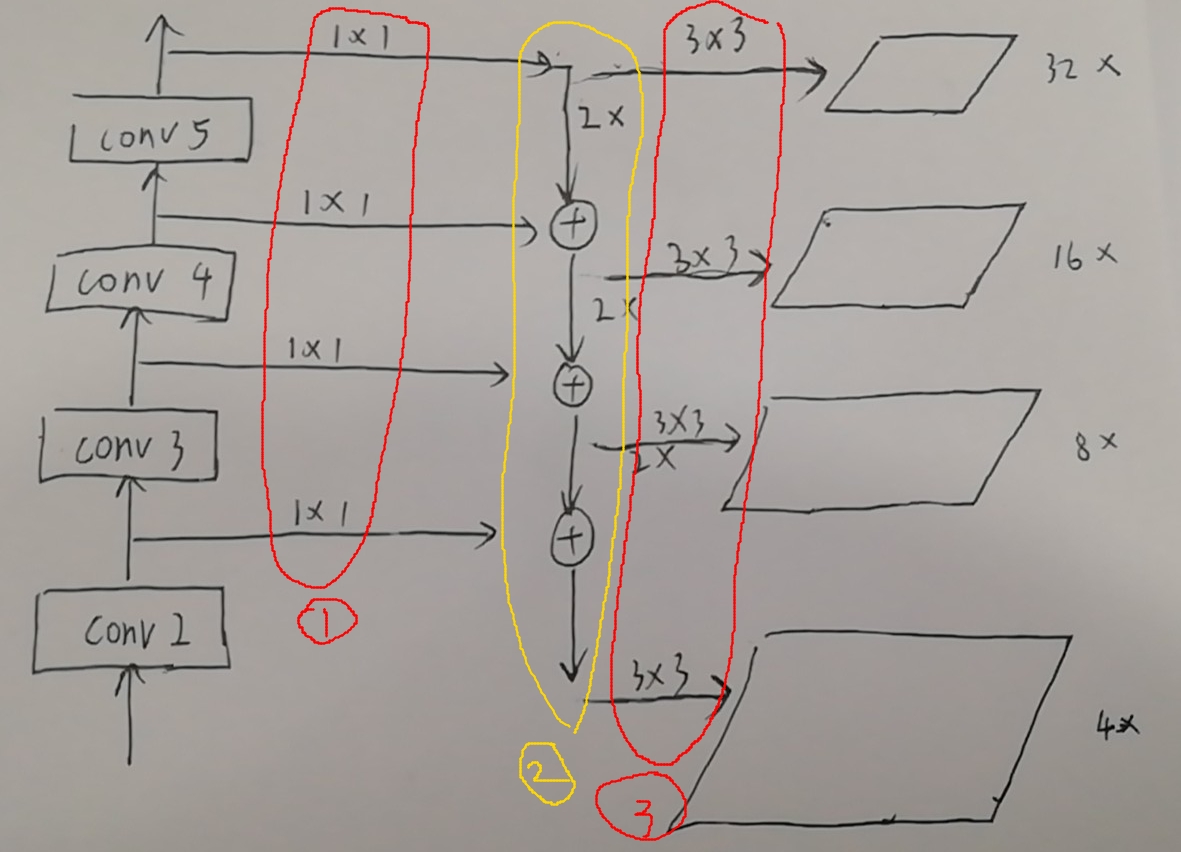 1x1
3x3
32x
2x
conv 5
1x1
3x3
16x
conv 4
2x
1x1
3x3
8x
conv 3
2x
1x1
conv 2
1
3x3
4x
2
3